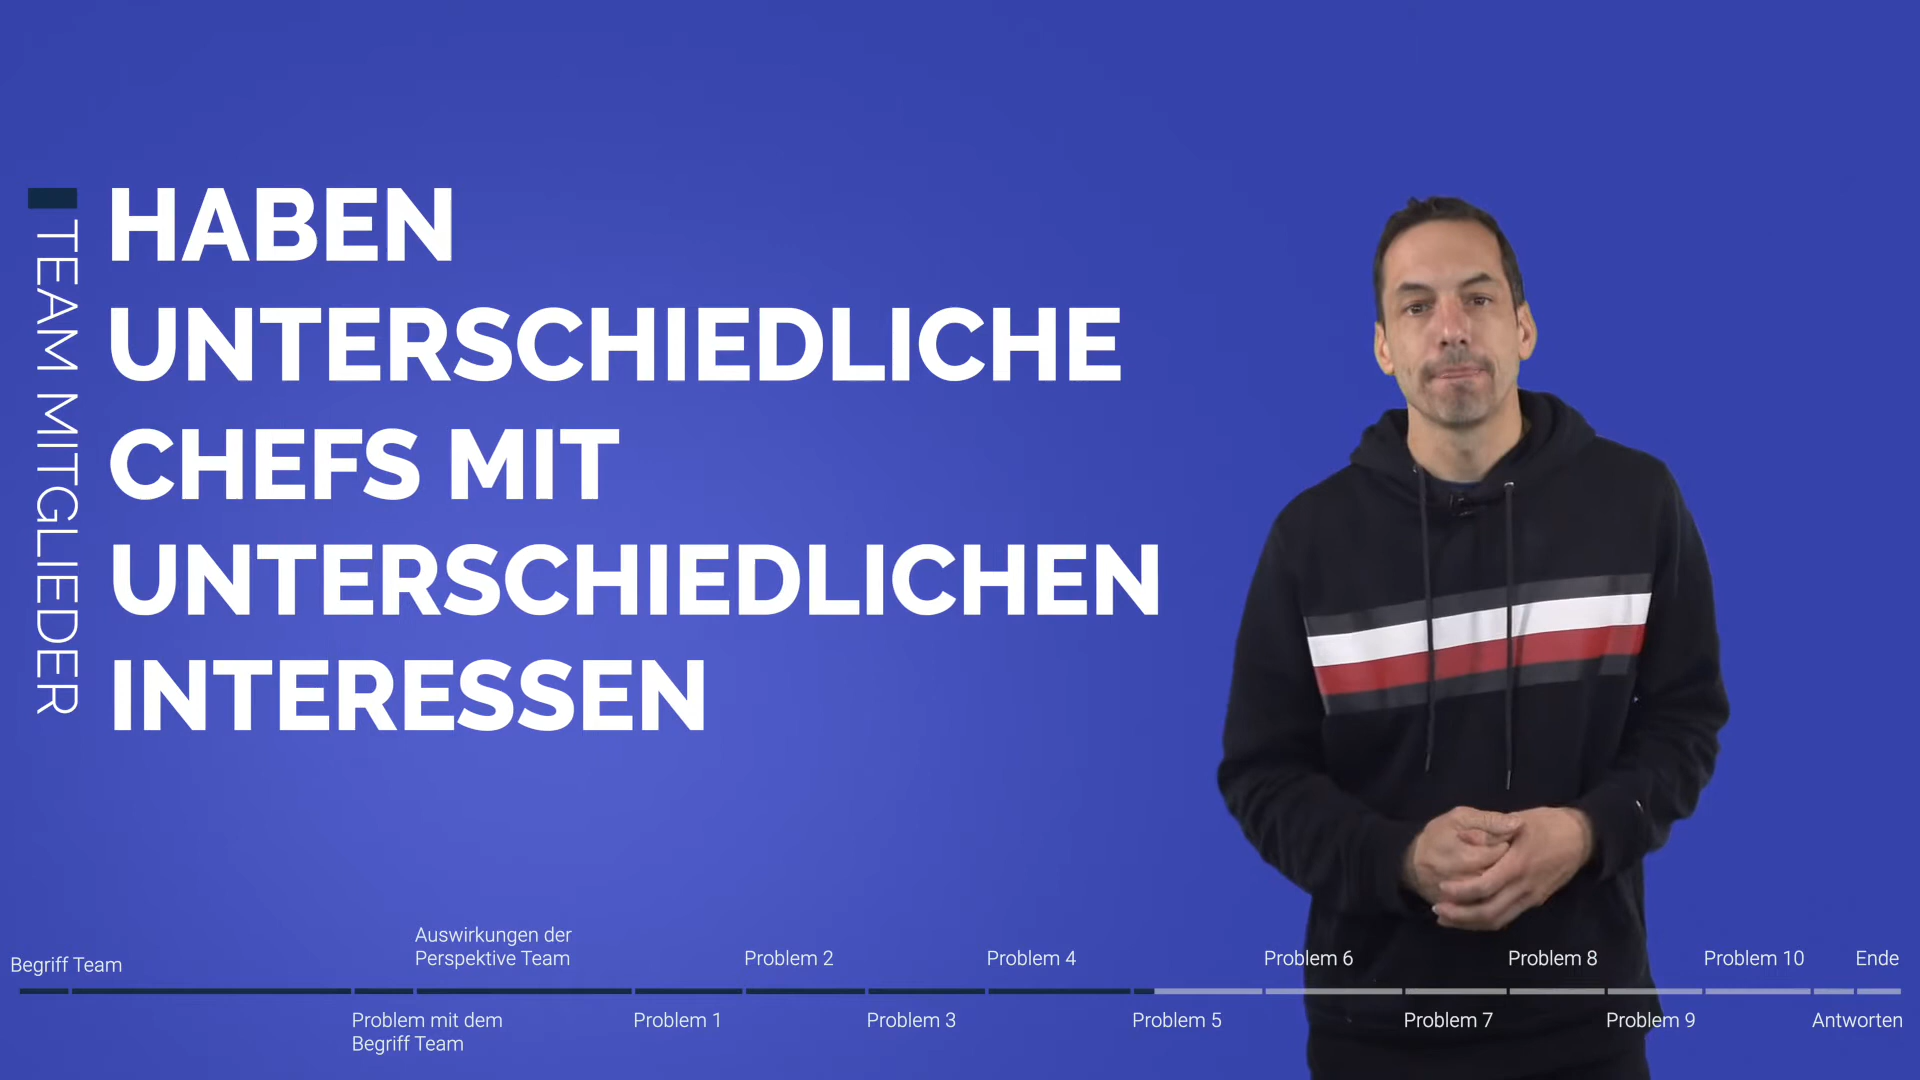 TEAM MITGLIEDER
HABEN
UNTERSCHIEDLICHE
CHEFS MIT
UNTERSCHIEDLICHEN
INTERESSEN
Begriff Team
Problem mit dem
Begriff Team
Auswirkungen der
Perspektive Team
Problem 1
Problem 2
Problem 3
Problem 4
Problem 5
Problem 6
Problem 7
Problem 8
Problem 9
Problem 10
Antworten
Ende